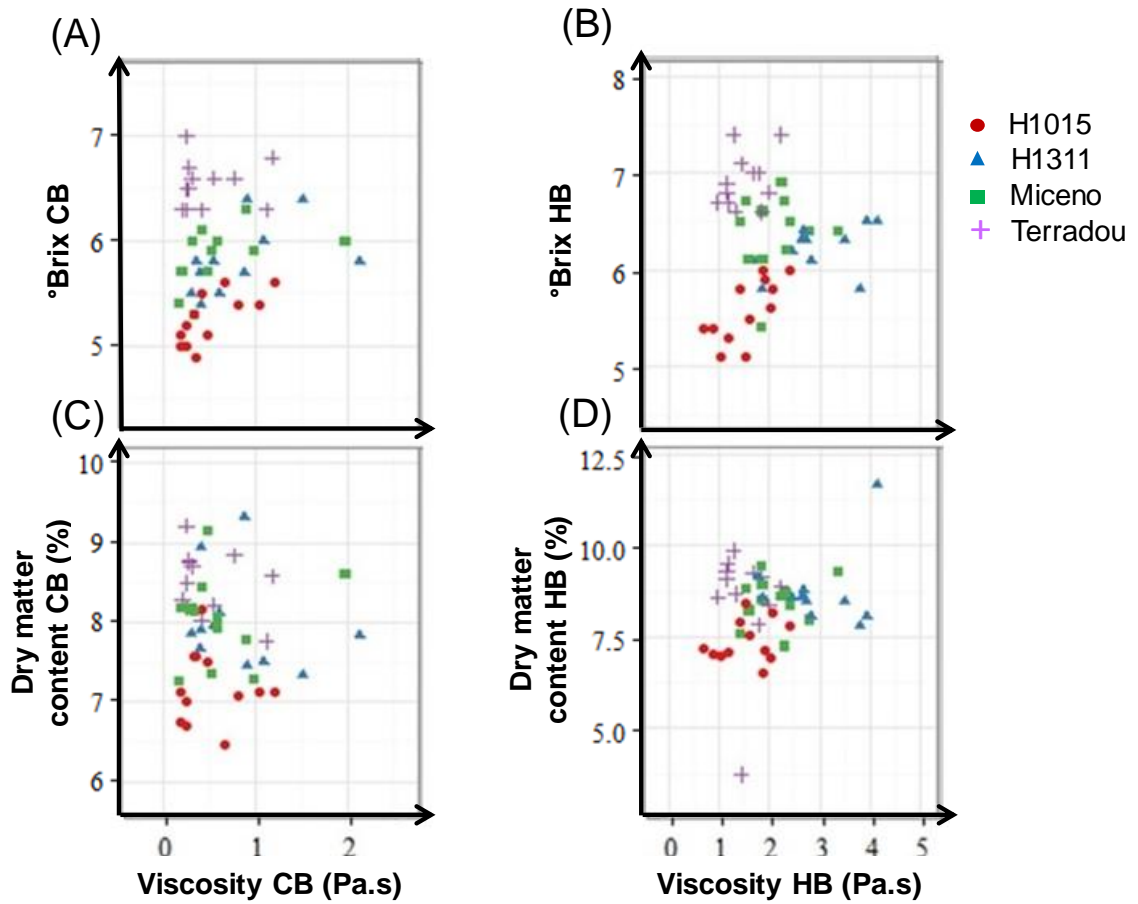 (A)
°Brix CB
7
6
5
(B)
°Brix HB
8
7
6
5
H1015
H1311
Miceno
Terradou
(C)
Dry matter
content CB (%)
10
9
8
7
6
0 1 2
Viscosity CB (Pa.s)
(D)
Dry matter
content HB (%)
12.5
10.0
7.5
5.0
0 1 2 3 4 5
Viscosity HB (Pa.s)